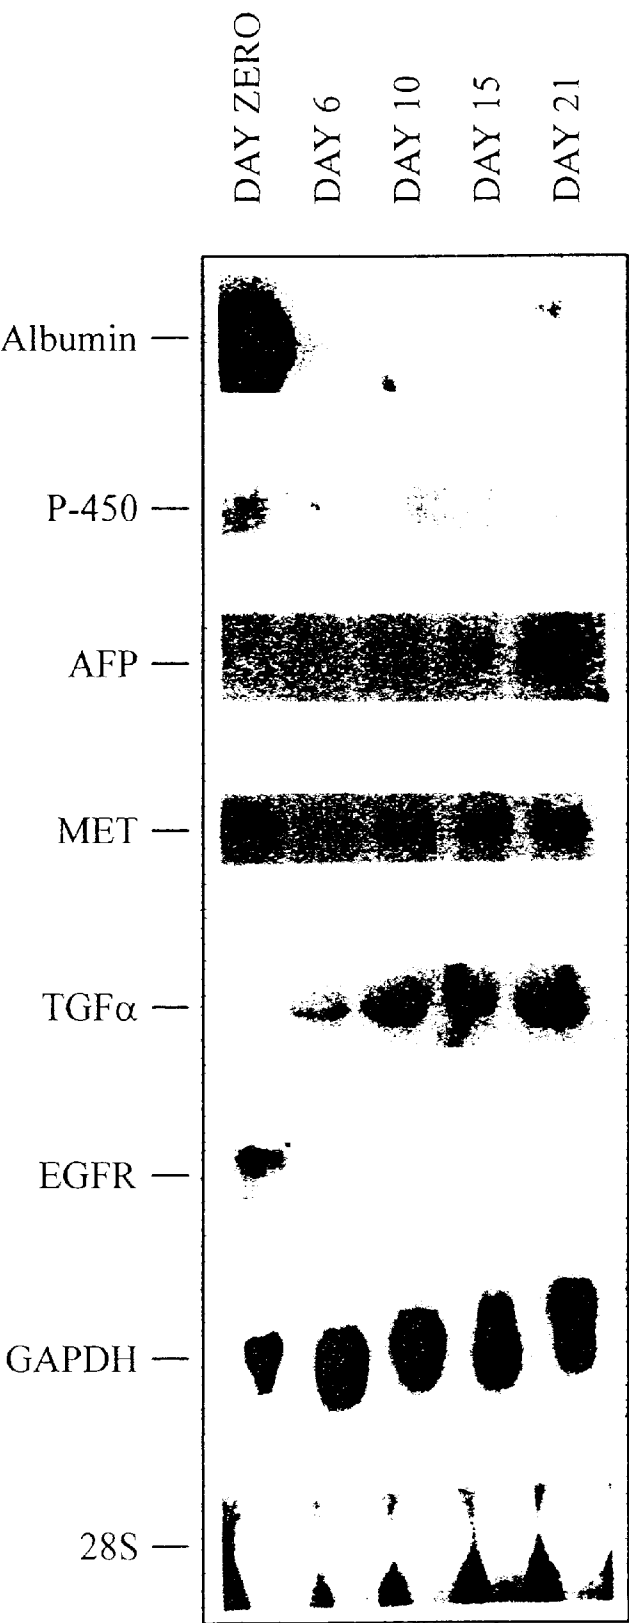 DAY ZERO
DAY 6
DAY 10
DAY 15
DAY 21
Albumin
P-450
AFP
MET
TGFα
EGFR
GAPDH
28S